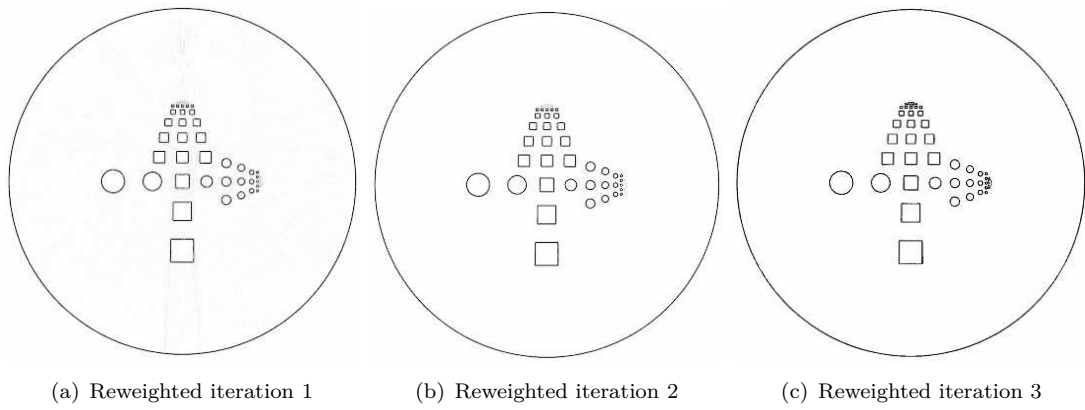 (a) Reweighted iteration 1
(b) Reweighted iteration 2
(c) Reweighted iteration 3